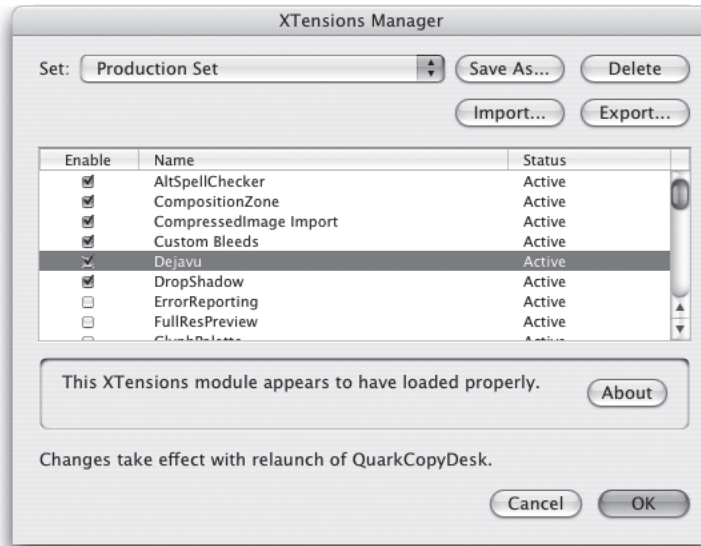 XTensions Manager
Set: Production Set Save As... Delete
Import... Export...
Enable Name Status
AltSpellChecker Active
CompositionZone Active
CompressedImage Import Active
Custom Bleeds Active
Dejavu Active
DropShadow Active
ErrorReporting Active
FullResPreview Active
This XTensions module appears to have loaded properly. About
Changes take effect with relaunch of QuarkCopyDesk.
Cancel OK